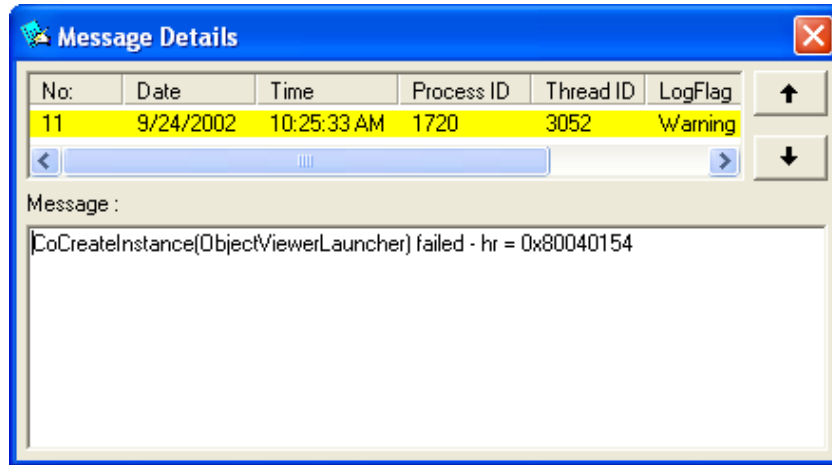 Message Details
No: Date Time Process ID Thread ID LogFlag
11 9/24/2002 10:25:33 AM 1720 3052 Warning
Message :
CoCreateInstance(ObjectViewerLauncher) failed - hr = 0x80040154